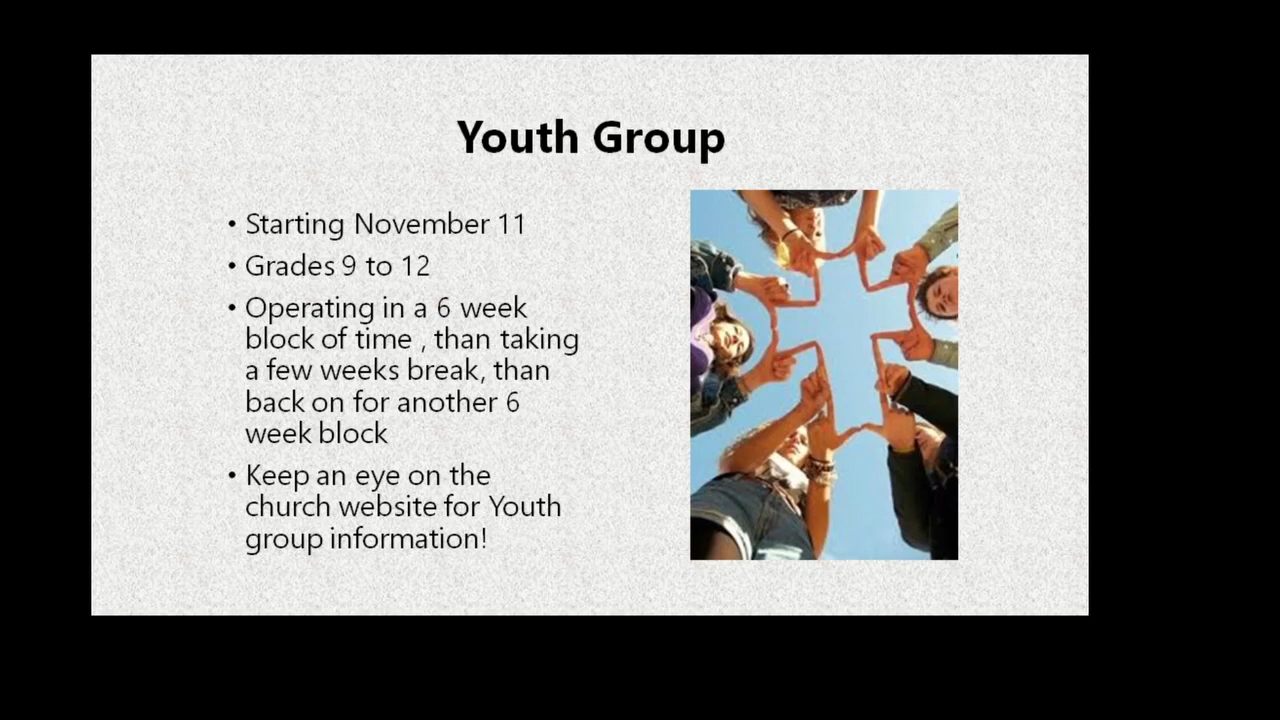 Youth Group
• Starting November 11
• Grades 9 to 12
• Operating in a 6 week
block of time , than taking
a few weeks break, than
back on for another 6
week block
• Keep an eye on the
church website for Youth
group information!